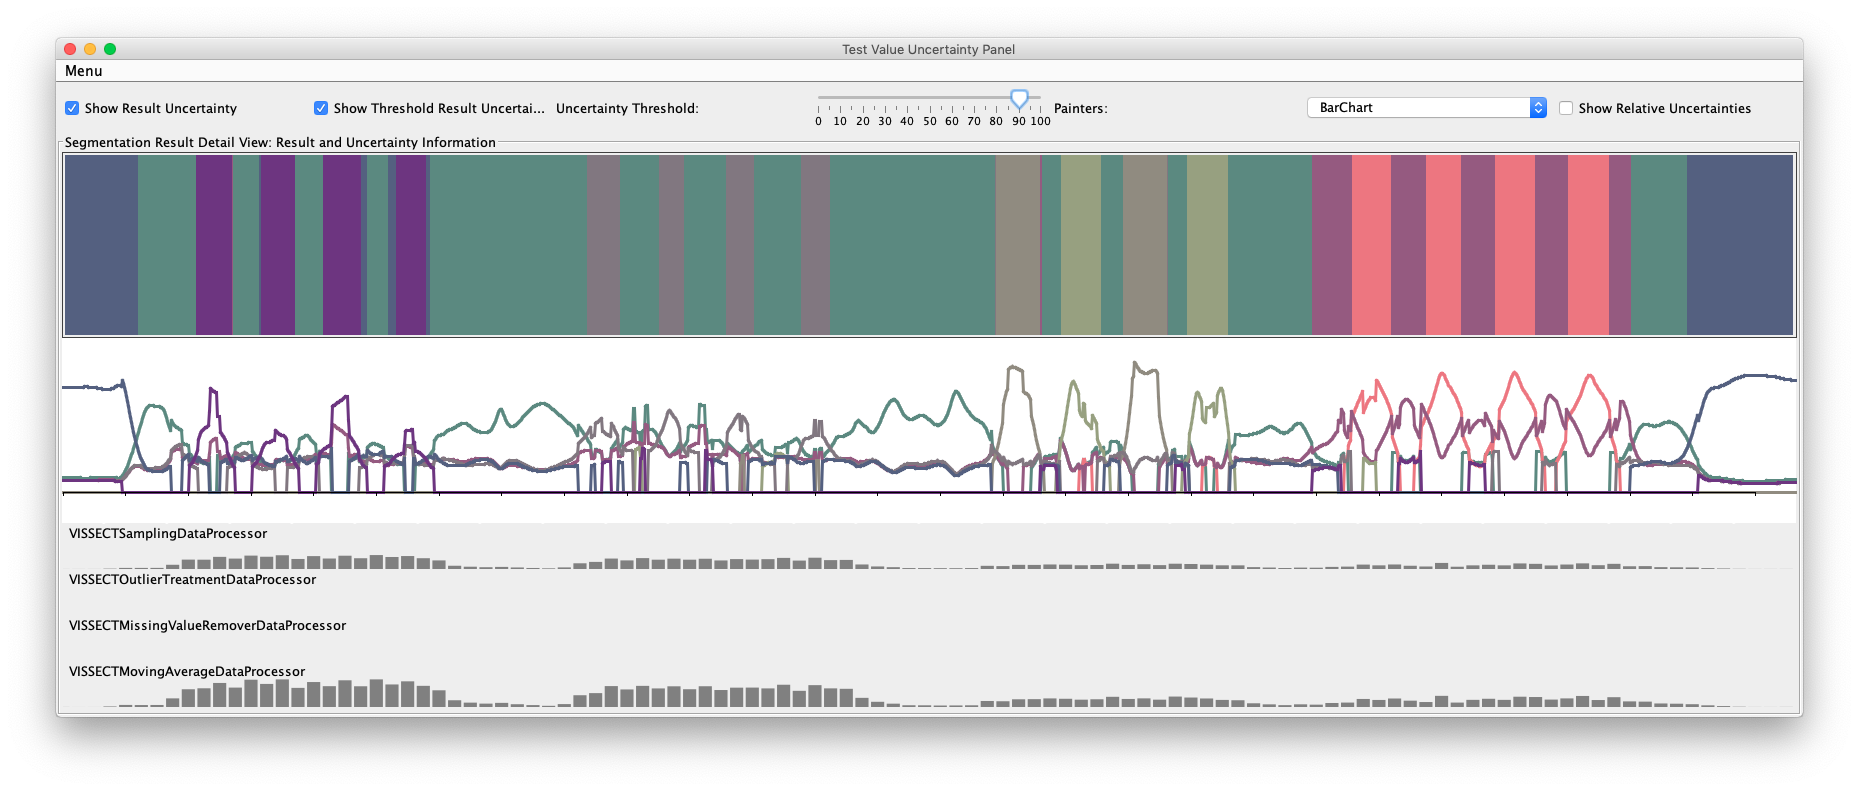 Test Value Uncertainty Panel
Menu
Show Result Uncertainty Show Threshold Result Uncertai... Uncertainty Threshold: Painters: BarChart Show Relative Uncertainties
0 10 20 30 40 50 60 70 80 90 100
Segmentation Result Detail View: Result and Uncertainty Information
VISSECTSamplingDataProcessor
VISSECTOutlierTreatmentDataProcessor
VISSECTMissingValueRemoverDataProcessor
VISSECTMovingAverageDataProcessor